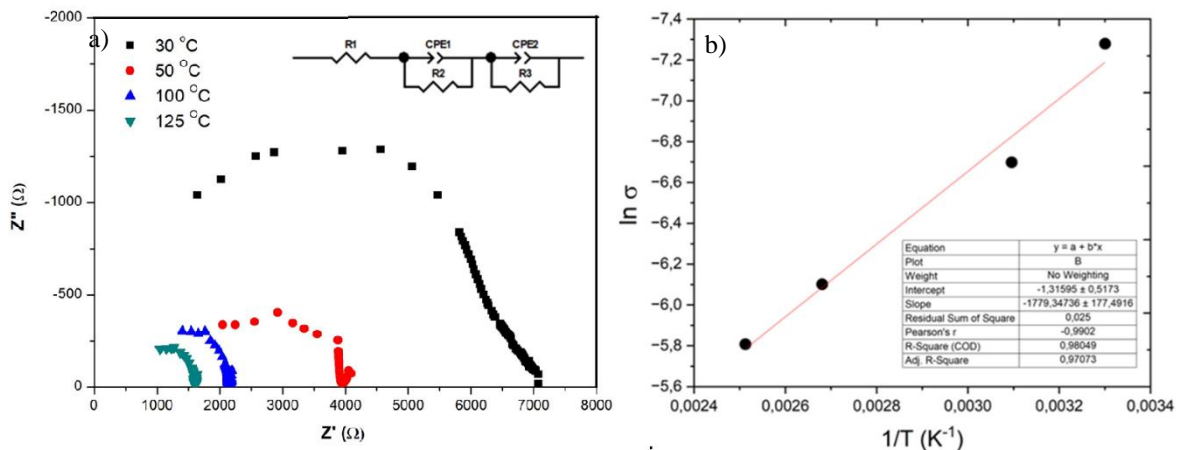 a)
-2000
-1500
-1000
-500
0
0 1000 2000 3000 4000 5000 6000 7000 8000
Z'' (Ω)
Z' (Ω)
30 °C
50 °C
100 °C
125 °C
R1 CPE1 CPE2
R2 R3
b)
-7,4
-7,2
-7,0
-6,8
-6,6
-6,4
-6,2
-6,0
-5,8
-5,6
0,0024 0,0026 0,0028 0,0030 0,0032 0,0034
ln σ
1/T (K-1)
Equation y = a + b*x
Plot B
Weight No Weighting
Intercept -1,31595 ± 0,5173
Slope -1779,34736 ± 177,4916
Residual Sum of Square 0,025
Pearson's r -0,9902
R-Square (COD) 0,98049
Adj. R-Square 0,97073